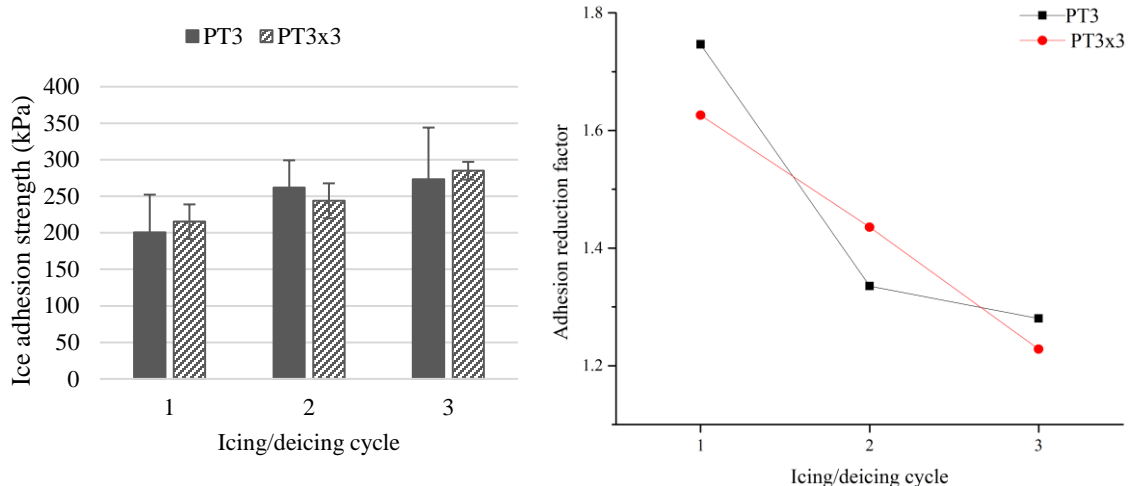 PT3 PT3x3
400
350
300
250
200
150
100
50
0
Ice adhesion strength (kPa)
1 2 3
Icing/deicing cycle
PT3
PT3x3
1.8
1.6
1.4
1.2
Adhesion reduction factor
1 2 3
Icing/deicing cycle